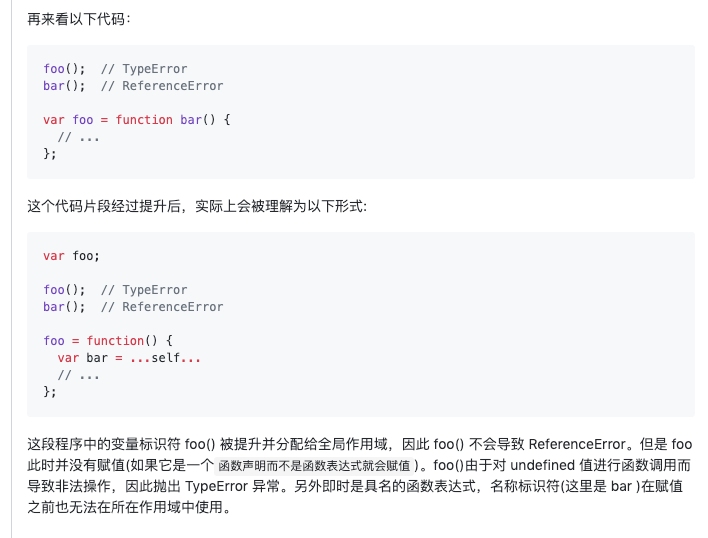 再来看以下代码：
foo();  // TypeError
bar();  // ReferenceError
var foo = function bar() {
  // ...
};
这个代码片段经过提升后，实际上会被理解为以下形式:
var foo;
foo();  // TypeError
bar();  // ReferenceError
foo = function() {
  var bar = ...self...
  // ...
};
这段程序中的变量标识符 foo() 被提升并分配给全局作用域，因此 foo() 不会导致 ReferenceError。但是 foo
此时并没有赋值(如果它是一个 函数声明而不是函数表达式就会赋值 )。foo()由于对 undefined 值进行函数调用而
导致非法操作，因此抛出 TypeError 异常。另外即时是具名的函数表达式，名称标识符(这里是 bar )在赋值
之前也无法在所在作用域中使用。